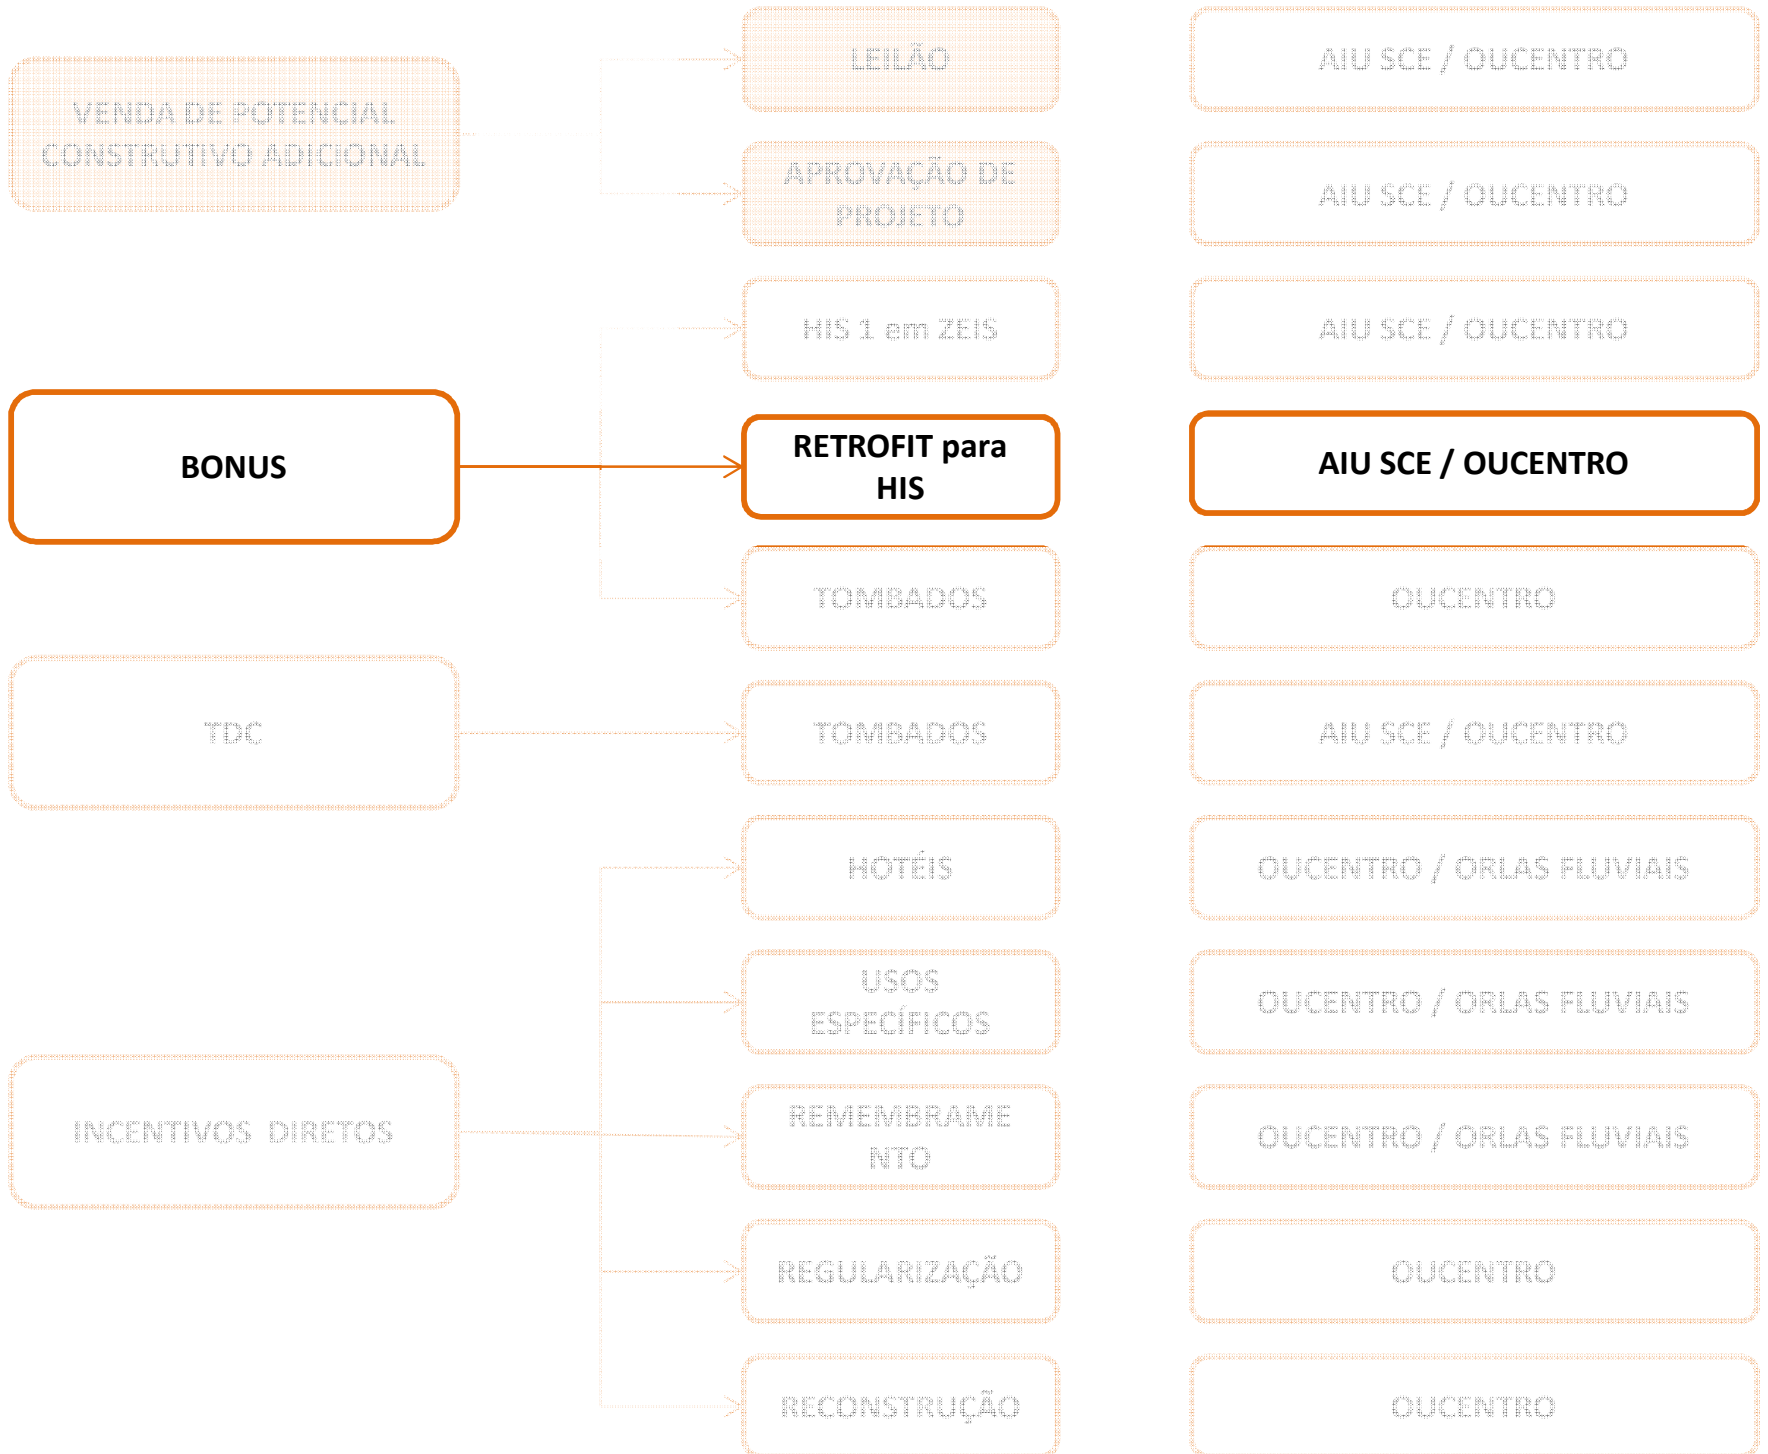 VENDA DE POTENCIAL
CONSTRUTIVO ADICIONAL
LEILÃO
AIU SCE / OUCENTRO
APROVAÇÃO DE
PROJETO
AIU SCE / OUCENTRO
HIS 1 em ZEIS
AIU SCE / OUCENTRO
BONUS
RETROFIT para
HIS
AIU SCE / OUCENTRO
TOMBADOS
OUCENTRO
TDC
TOMBADOS
AIU SCE / OUCENTRO
HOTÉIS
OUCENTRO / ORLAS FLUVIAIS
USOS
ESPECÍFICOS
OUCENTRO / ORLAS FLUVIAIS
INCENTIVOS DIRETOS
REMEMBRAME
NTO
OUCENTRO / ORLAS FLUVIAIS
REGULARIZAÇÃO
OUCENTRO
RECONSTRUÇÃO
OUCENTRO